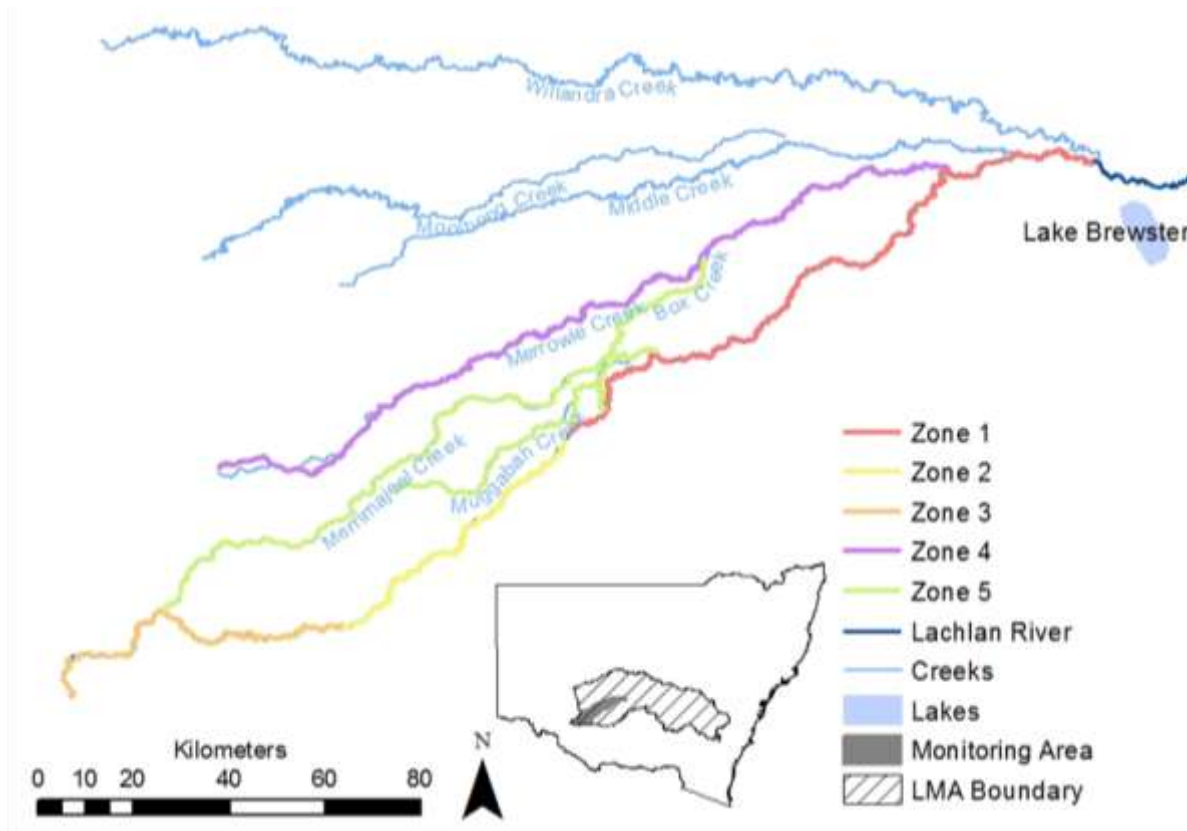 Willandra Creek
Moolbong Creek
Middle Creek
Lake Brewster
Box Creek
Merrowie Creek
Merrimajeel Creek
Muggabah Creek
Zone 1
Zone 2
Zone 3
Zone 4
Zone 5
Lachlan River
Creeks
Lakes
Monitoring Area
LMA Boundary
Kilometers
0 10 20 40 60 80
N